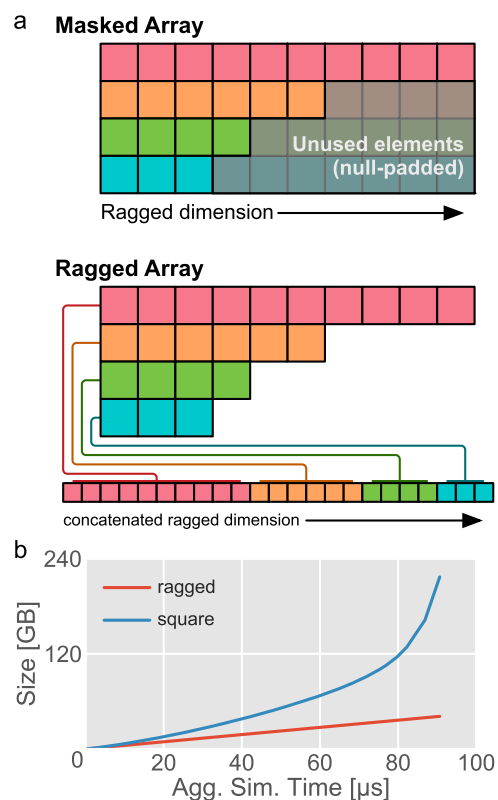 a
Masked Array
Unused elements
(null-padded)
Ragged dimension
Ragged Array
concatenated ragged dimension
b
240
120
0
Size [GB]
ragged
square
20 40 60 80 100
Agg. Sim. Time [µs]